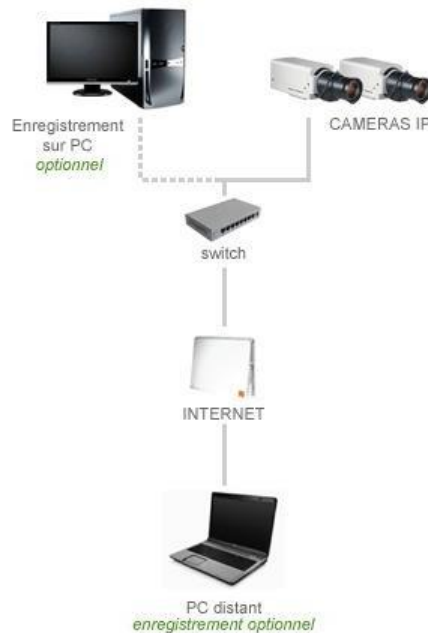 Enregistrement
sur PC
optionnel
CAMERAS IP
switch
INTERNET
PC distant
enregistrement optionnel